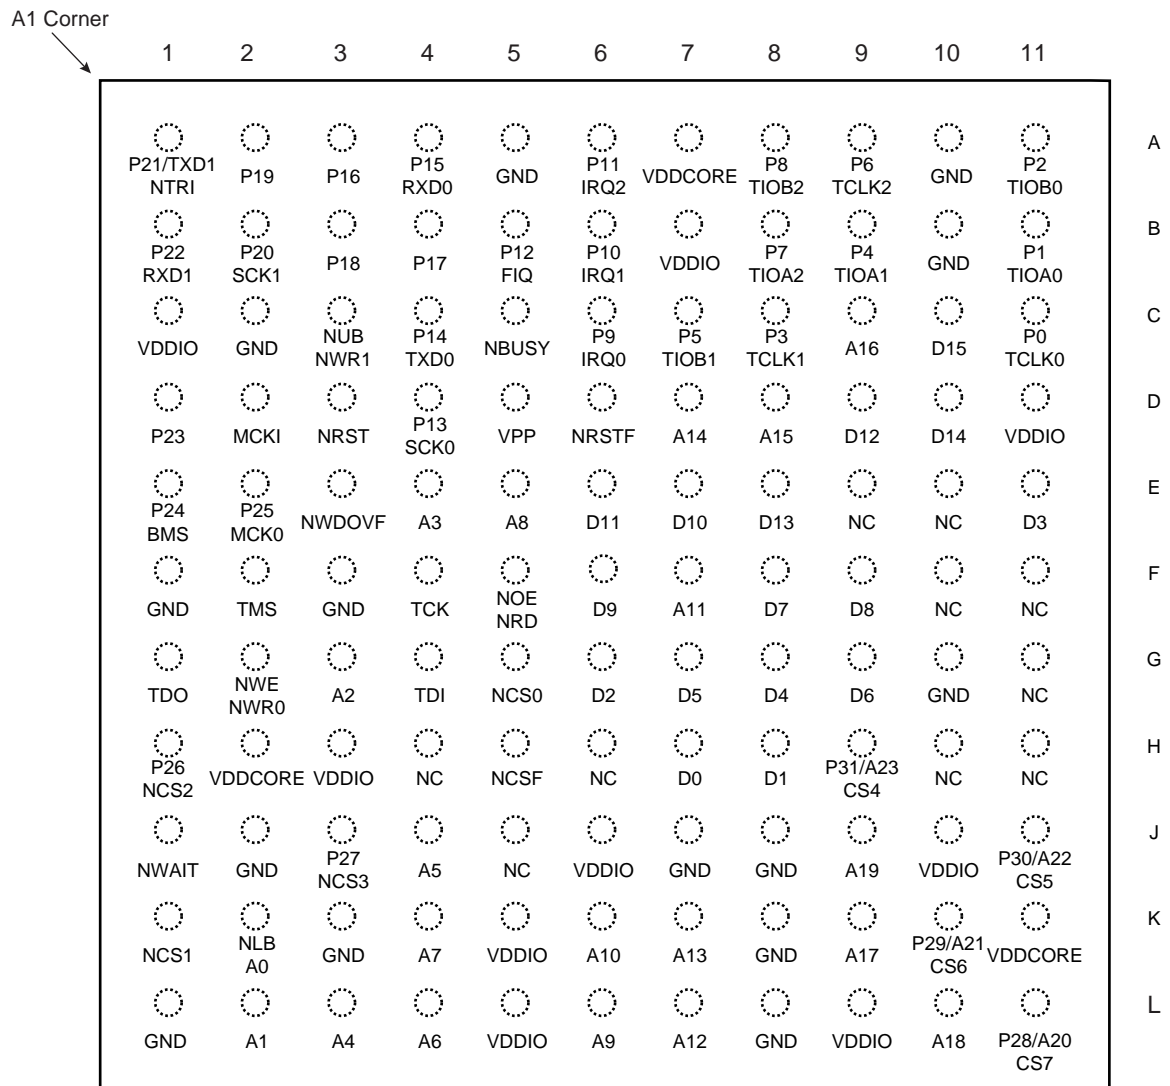 A1 Corner
1 2 3 4 5 6 7 8 9 10 11
A
P21/TXD1 P19 P16 P15 GND P11 VDDCORE P8 P6 GND P2
NTRI RXD0 IRQ2 TIOB2 TCLK2 TIOB0
B
P22 P20 P18 P17 P12 P10 VDDIO P7 P4 GND P1
RXD1 SCK1 FIQ IRQ1 TIOA2 TIOA1 TIOA0
C
VDDIO GND NUB P14 NBUSY P9 P5 P3 A16 D15 P0
NWR1 TXD0 IRQ0 TIOB1 TCLK1 TCLK0
D
P23 MCKI NRST P13 VPP NRSTF A14 A15 D12 D14 VDDIO
SCK0
E
P24 P25 NWDOVF A3 A8 D11 D10 D13 NC NC D3
BMS MCK0
F
GND TMS GND TCK NOE D9 A11 D7 D8 NC NC
NRD
G
TDO NWE A2 TDI NCS0 D2 D5 D4 D6 GND NC
NWR0
H
P26 VDDCORE VDDIO NC NCSF NC D0 D1 P31/A23 NC NC
NCS2 CS4
J
NWAIT GND P27 A5 NC VDDIO GND GND A19 VDDIO P30/A22
NCS3 CS5
K
NCS1 NLB GND A7 VDDIO A10 A13 GND A17 P29/A21 VDDCORE
A0 CS6
L
GND A1 A4 A6 VDDIO A9 A12 GND VDDIO A18 P28/A20
CS7